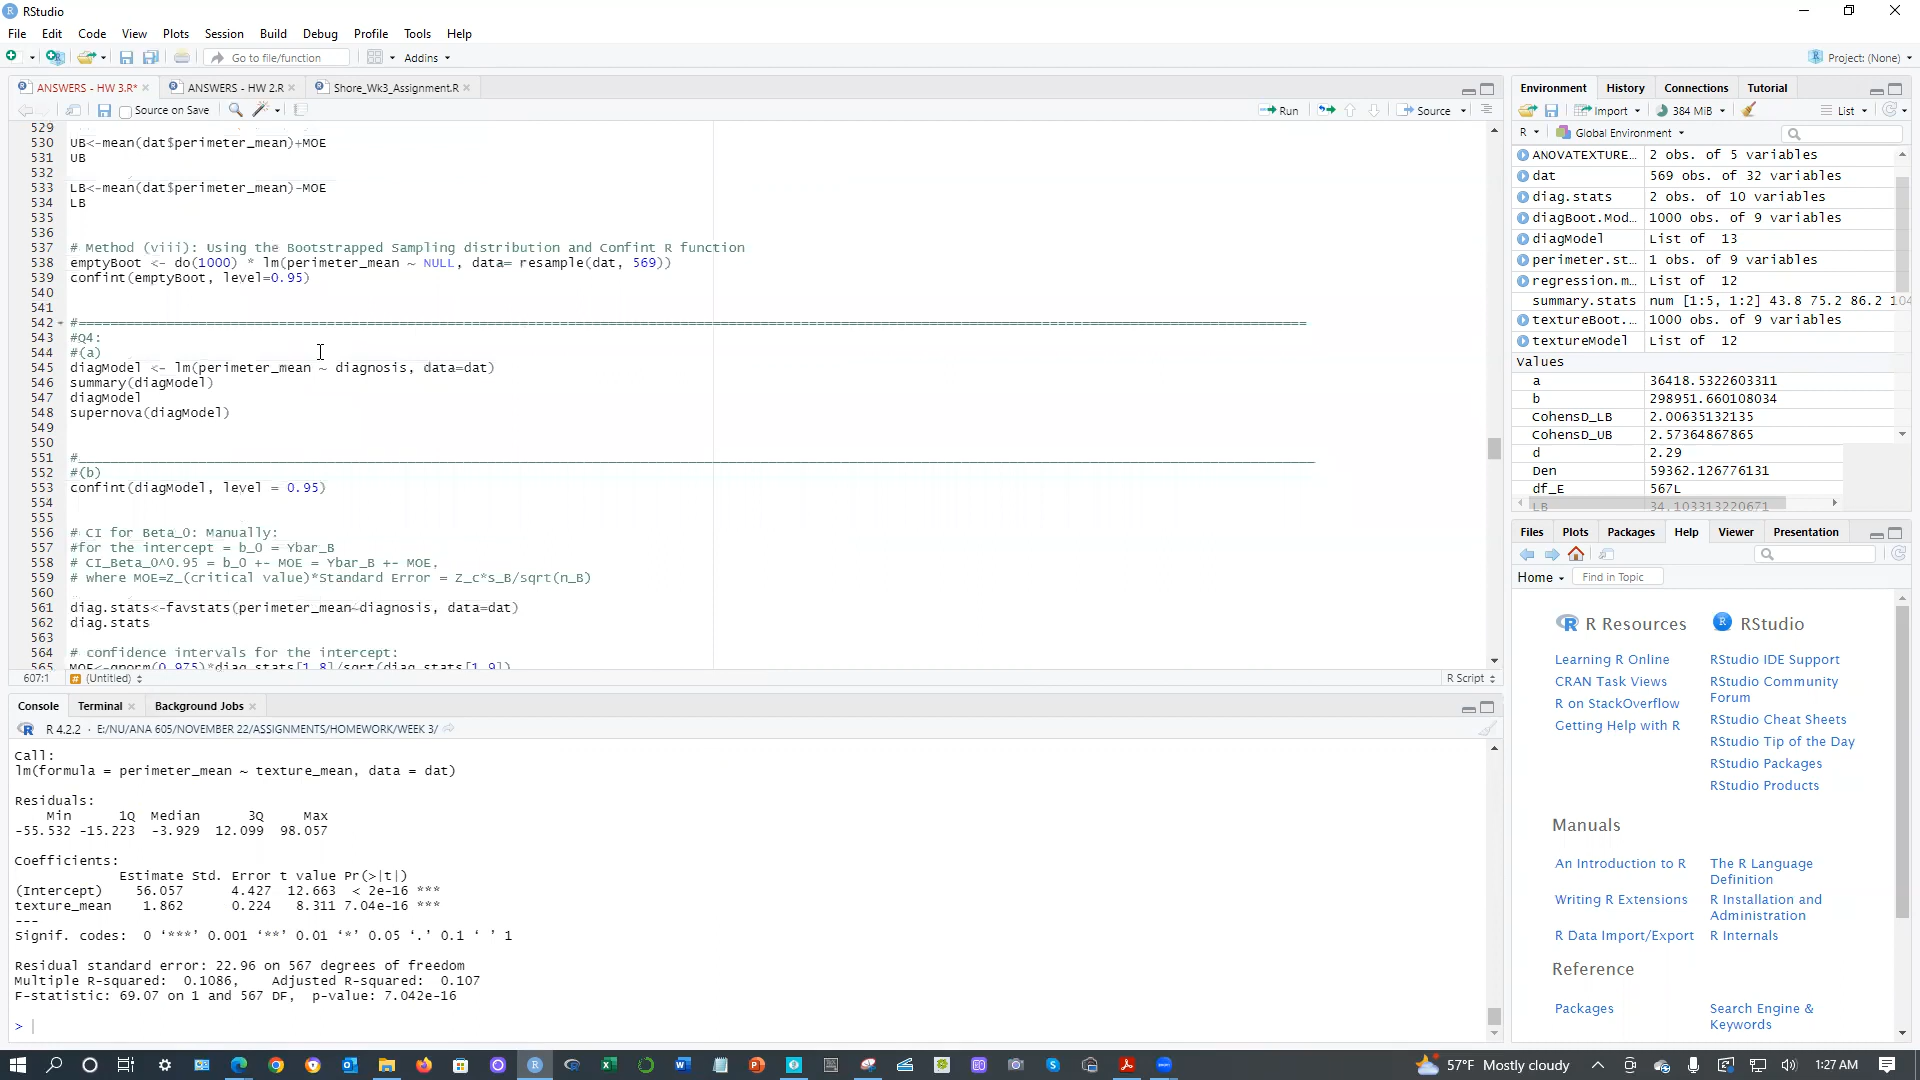 RStudio
File Edit Code View Plots Session Build Debug Profile Tools Help
Go to file/function Addins Project: (None)
ANSWERS - HW 3.R* ANSWERS - HW 2.R Shore_Wk3_Assignment.R
Source on Save Run Source
529
530 UB<-mean(dat$perimeter_mean)+MOE
531 UB
532
533 LB<-mean(dat$perimeter_mean)-MOE
534 LB
535
536
537 # Method (viii): Using the Bootstrapped Sampling distribution and Confint R function
538 emptyBoot <- do(1000) * lm(perimeter_mean ~ NULL, data= resample(dat, 569))
539 confint(emptyBoot, level=0.95)
540
541
542 #==========================================================================================================================================================
543 #Q4:
544 #(a)
545 diagModel <- lm(perimeter_mean ~ diagnosis, data=dat)
546 summary(diagModel)
547 diagModel
548 supernova(diagModel)
549
550
551 #___________________________________________________________________________________________________________________________________________________________
552 #(b)
553 confint(diagModel, level = 0.95)
554
555
556 # CI for Beta_0: Manually:
557 #for the intercept = b_0 = Ybar_B
558 # CI_Beta_0^0.95 = b_0 +- MOE = Ybar_B +- MOE,
559 # where MOE=Z_(critical value)*Standard Error = Z_c*s_B/sqrt(n_B)
560
561 diag.stats<-favstats(perimeter_mean~diagnosis, data=dat)
562 diag.stats
563
564 # confidence intervals for the intercept:
565 MOE<-qnorm(0.975)*diag.stats[1,8]/sqrt(diag.stats[1,9])
607:1 (Untitled) R Script
Console Terminal Background Jobs
R 4.2.2 · E:/NU/ANA 605/NOVEMBER 22/ASSIGNMENTS/HOMEWORK/WEEK 3/
Call:
lm(formula = perimeter_mean ~ texture_mean, data = dat)
Residuals:
Min 1Q Median 3Q Max
-55.532 -15.223 -3.929 12.099 98.057
Coefficients:
Estimate Std. Error t value Pr(>|t|)
(Intercept) 56.057 4.427 12.663 < 2e-16 ***
texture_mean 1.862 0.224 8.311 7.04e-16 ***
---
Signif. codes: 0 ‘***’ 0.001 ‘**’ 0.01 ‘*’ 0.05 ‘.’ 0.1 ‘ ’ 1
Residual standard error: 22.96 on 567 degrees of freedom
Multiple R-squared: 0.1086, Adjusted R-squared: 0.107
F-statistic: 69.07 on 1 and 567 DF, p-value: 7.042e-16
>
Environment History Connections Tutorial
Import 384 MiB List
R Global Environment
ANOVATEXTURE... 2 obs. of 5 variables
dat 569 obs. of 32 variables
diag.stats 2 obs. of 10 variables
diagBoot.Mod... 1000 obs. of 9 variables
diagModel List of 13
perimeter.st... 1 obs. of 9 variables
regression.m... List of 12
summary.stats num [1:5, 1:2] 43.8 75.2 86.2 104
textureBoot.... 1000 obs. of 9 variables
textureModel List of 12
Values
a 36418.5322603311
b 298951.660108034
CohensD_LB 2.00635132135
CohensD_UB 2.57364867865
d 2.29
Den 59362.126776131
df_E 567L
LB 34.103313220671
Files Plots Packages Help Viewer Presentation
Home Find in Topic
R Resources RStudio
Learning R Online RStudio IDE Support
CRAN Task Views RStudio Community Forum
R on StackOverflow RStudio Cheat Sheets
Getting Help with R RStudio Tip of the Day
RStudio Packages
RStudio Products
Manuals
An Introduction to R The R Language Definition
Writing R Extensions R Installation and Administration
R Data Import/Export R Internals
Reference
Packages Search Engine & Keywords
57°F Mostly cloudy 1:27 AM